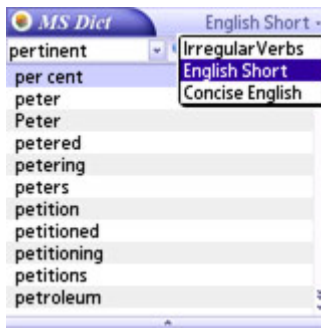 MS Dict English Short
pertinent
IrregularVerbs
English Short
Concise English
per cent
peter
Peter
petered
petering
peters
petition
petitioned
petitioning
petitions
petroleum